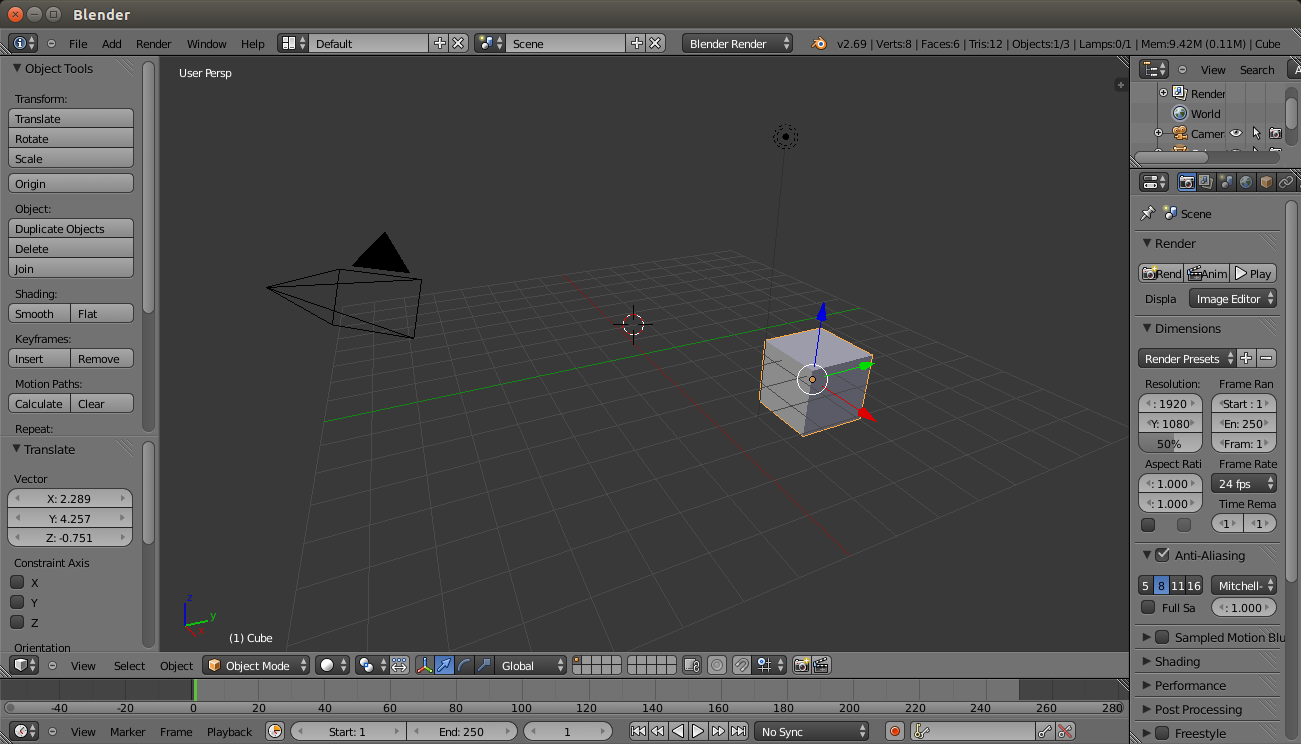 Blender
File Add Render Window Help Default Scene Blender Render v2.69 | Verts:8 | Faces:6 | Tris:12 | Objects:1/3 | Lamps:0/1 | Mem:9.42M (0.11M) | Cube
Object Tools
Transform:
Translate
Rotate
Scale
Origin
Object:
Duplicate Objects
Delete
Join
Shading:
Smooth Flat
Keyframes:
Insert Remove
Motion Paths:
Calculate Clear
Repeat:
Translate
Vector
X: 2.289
Y: 4.257
Z: -0.751
Constraint Axis
X
Y
Z
Orientation
User Persp
z
y
x
(1) Cube
View Select Object Object Mode Global
-40 -20 0 20 40 60 80 100 120 140 160 180 200 220 240 260 280
View Marker Frame Playback Start: 1 End: 250 1 No Sync
View Search A
Render
World
Camer
Scene
Render
Rend Anim Play
Displa Image Editor
Dimensions
Render Presets
Resolution: Frame Ran
: 1920 Start : 1
Y: 1080 En: 250
50% Fram: 1
Aspect Rati Frame Rate
: 1.000 24 fps
: 1.000 Time Rema
1 1
Anti-Aliasing
5 8 11 16 Mitchell-
Full Sa : 1.000
Sampled Motion Blu
Shading
Performance
Post Processing
Freestyle